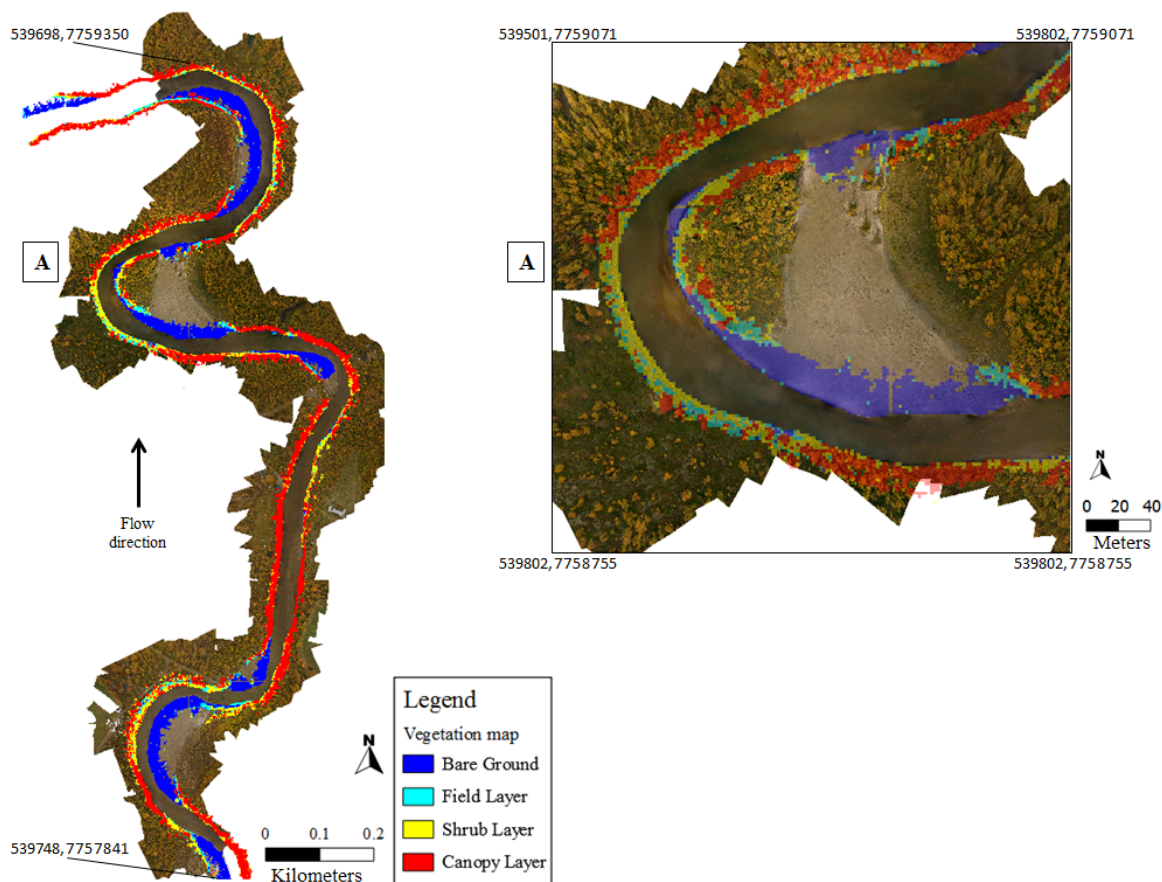 539698,7759350
539501,7759071
539802,7759071
A
A
Flow
direction
N
0 20 40
Meters
539802,7758755
539802,7758755
Legend
Vegetation map
Bare Ground
Field Layer
Shrub Layer
Canopy Layer
N
0 0.1 0.2
Kilometers
539748,7757841